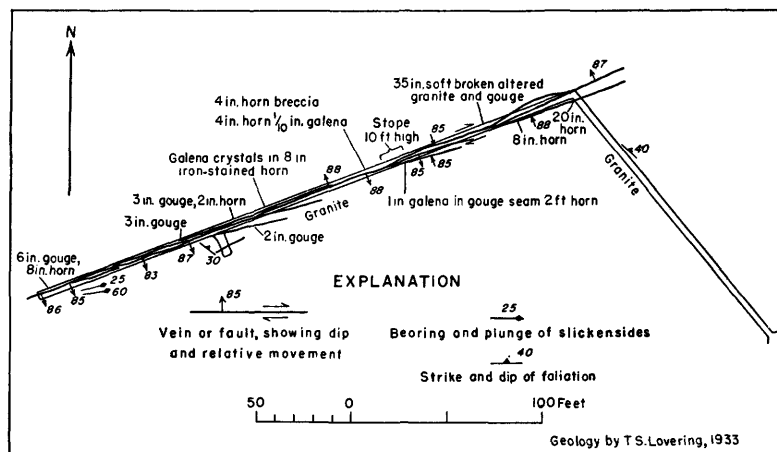 N
87
35 in. soft broken altered
granite and gouge
4 in. horn breccia
4 in. horn 1/10 in. galena
Stope
10 ft high
85
20 in.
horn
88
8 in. horn
40
Granite
Galena crystals in 8 in
iron-stained horn
88
85
85
88
1 in galena in gouge seam 2 ft horn
3 in. gouge, 2 in. horn
Granite
3 in. gouge
2 in. gouge
6 in. gouge,
8 in. horn
87
30
83
25
60
85
86
EXPLANATION
85
Vein or fault, showing dip
and relative movement
25
Bearing and plunge of slickensides
40
Strike and dip of foliation
50 0 100 Feet
Geology by T.S. Lovering, 1933